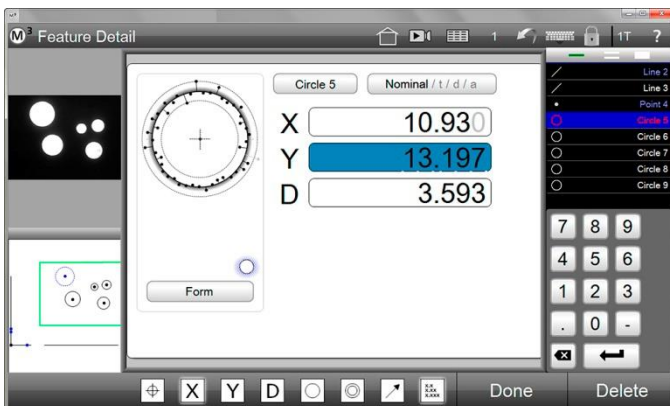 M³ Feature Detail 1 1T ?
Circle 5 Nominal / t / d / a
X 10.930
Y 13.197
D 3.593
Form
Line 2
Line 3
Point 4
Circle 5
Circle 6
Circle 7
Circle 8
Circle 9
7 8 9
4 5 6
1 2 3
. 0 -
X Y D Done Delete